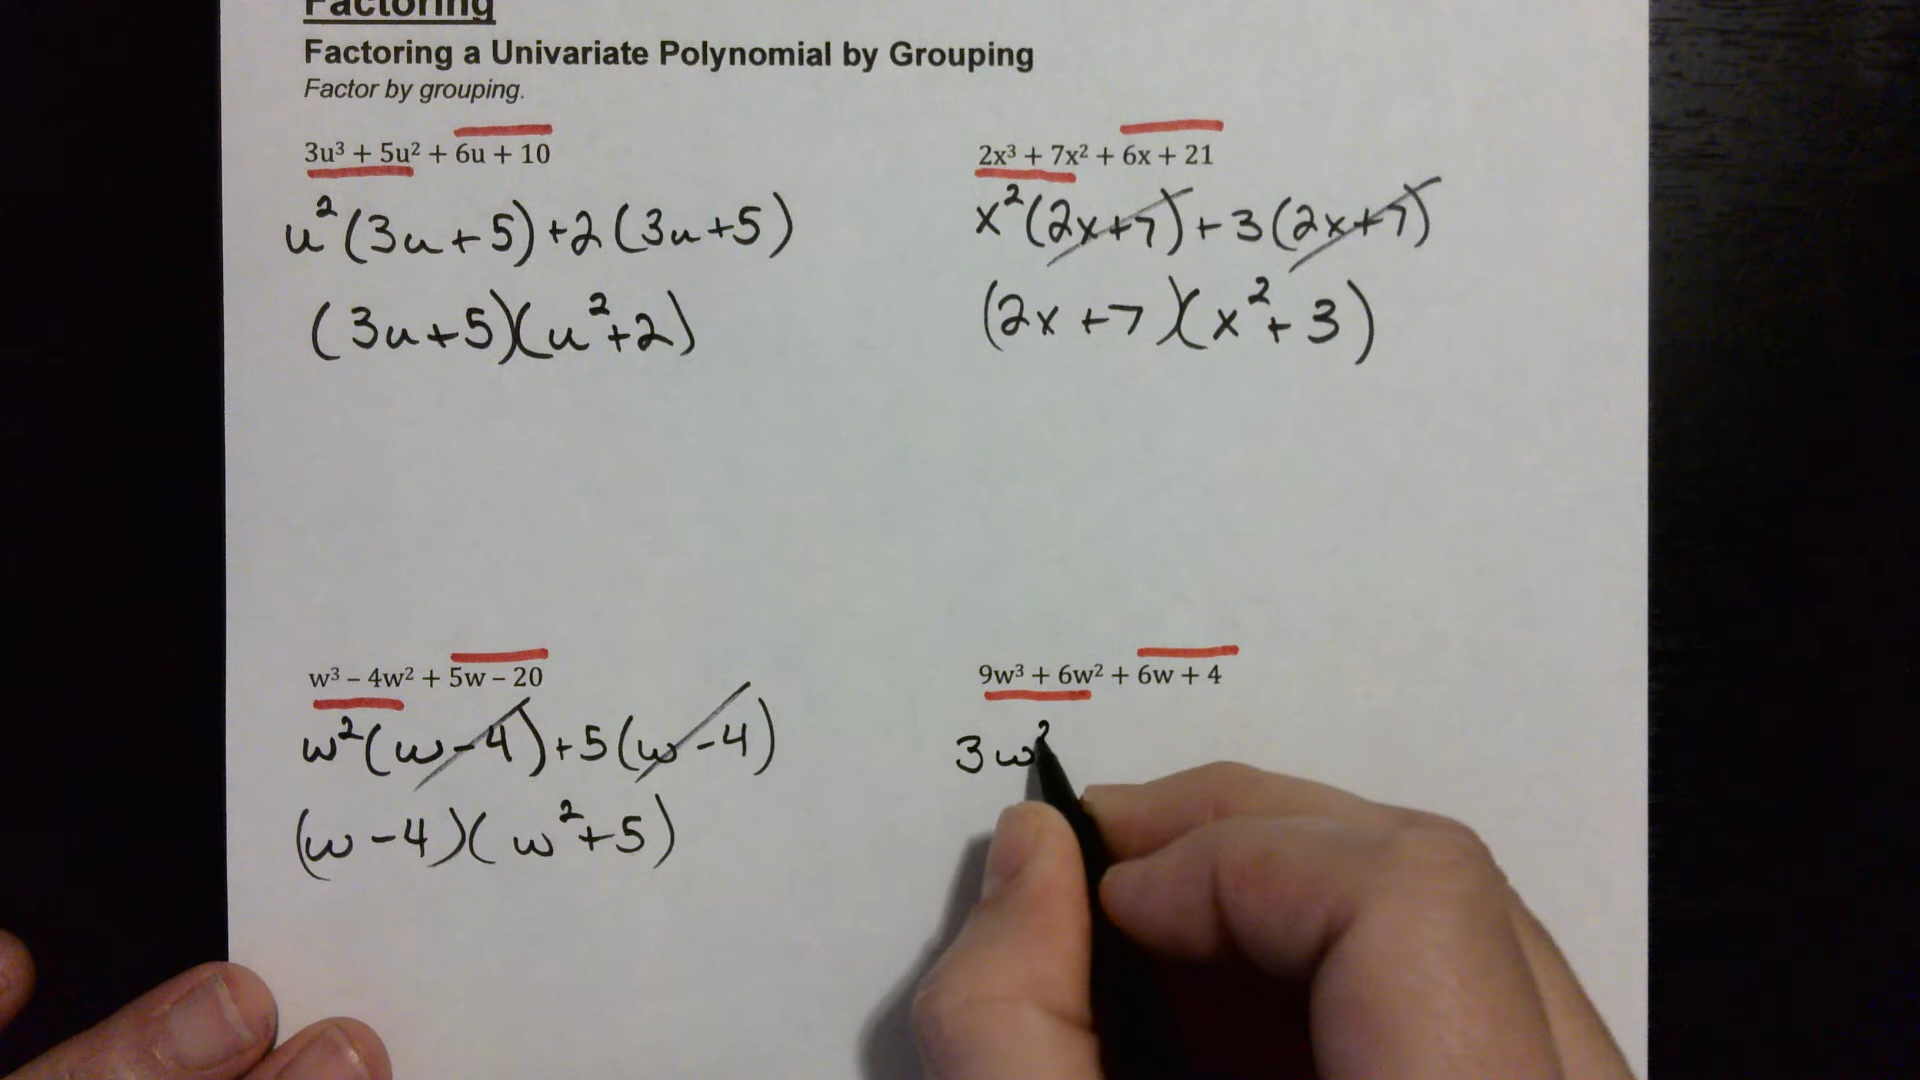 Factoring
Factoring a Univariate Polynomial by Grouping
Factor by grouping.
3u³ + 5u² + 6u + 10
u²(3u+5)+2(3u+5)
(3u+5)(u²+2)
2x³ + 7x² + 6x + 21
x²(2x+7)+3(2x+7)
(2x+7)(x²+3)
w³ – 4w² + 5w – 20
w²(w-4)+5(w-4)
(w-4)(w²+5)
9w³ + 6w² + 6w + 4
3w²